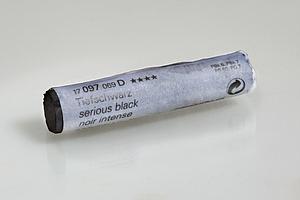 17 097 069 D ★★★★
Tiefschwarz
serious black
noir intense